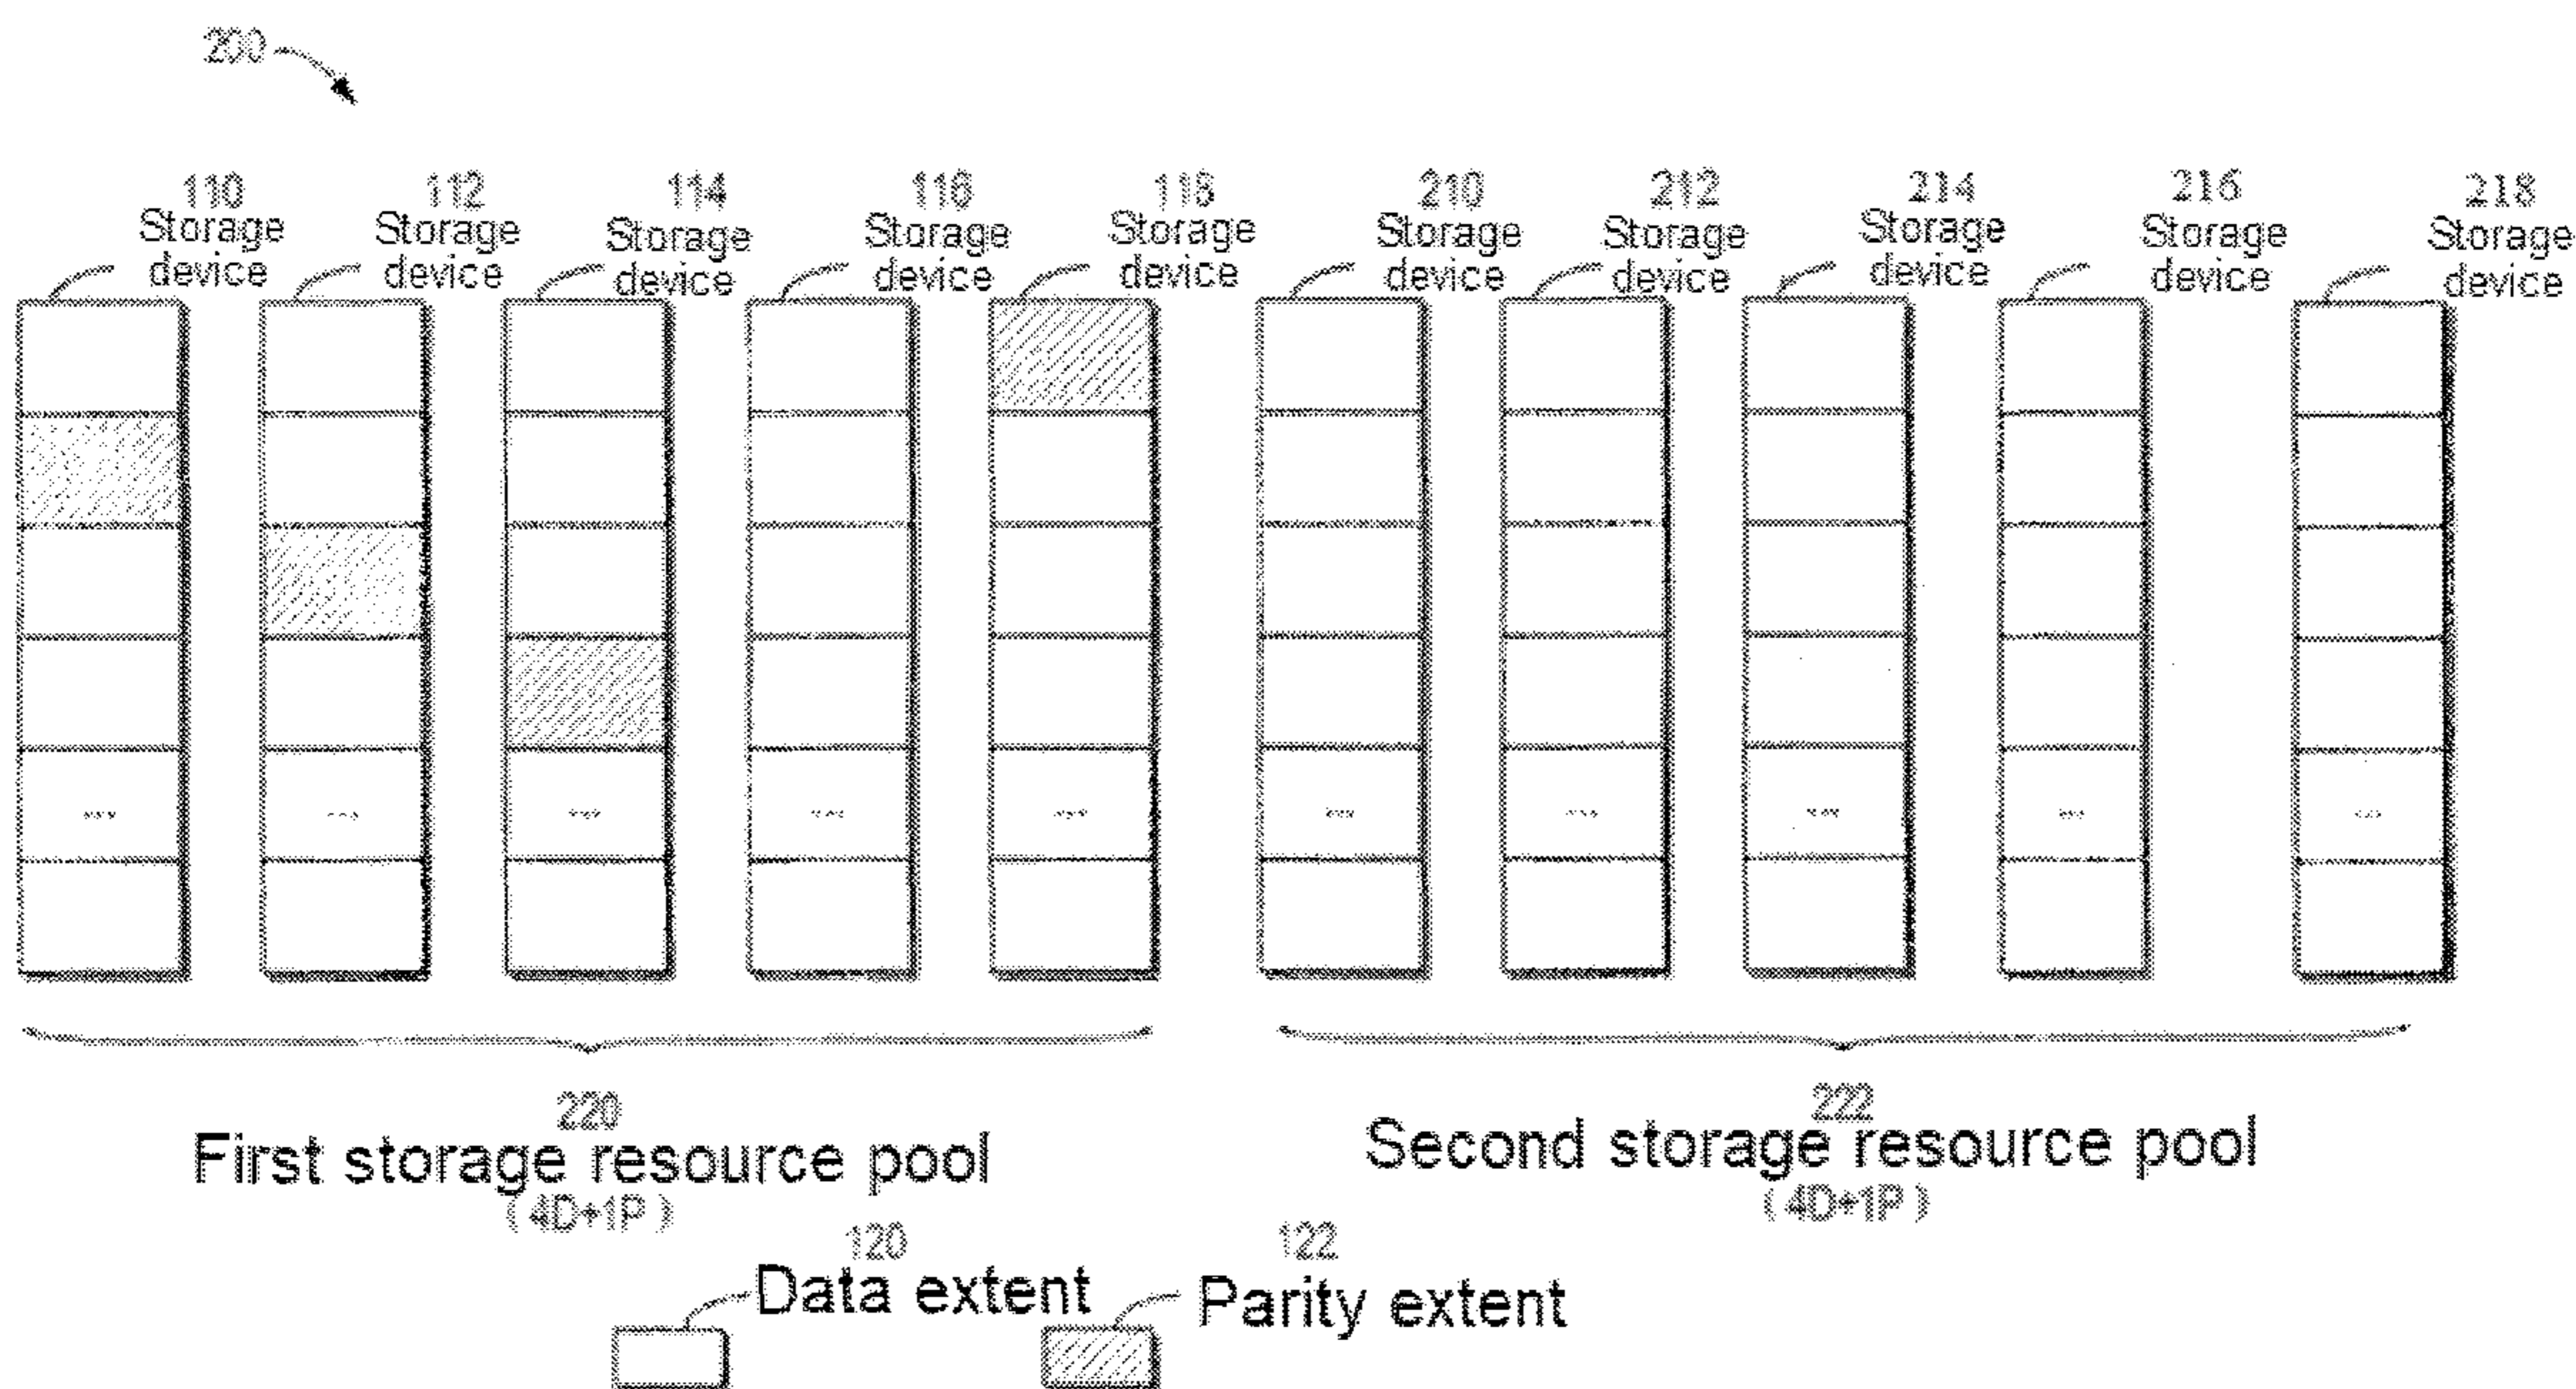 200
110
Storage
device
112
Storage
device
114
Storage
device
116
Storage
device
118
Storage
device
210
Storage
device
212
Storage
device
214
Storage
device
216
Storage
device
218
Storage
device
...
...
...
...
...
...
...
...
...
...
220
First storage resource pool
(4D+1P)
222
Second storage resource pool
(4D+1P)
120
Data extent
122
Parity extent